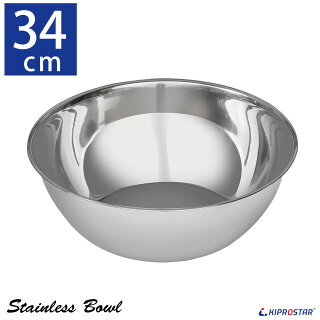 34
cm
Stainless Bowl
KIPROSTAR